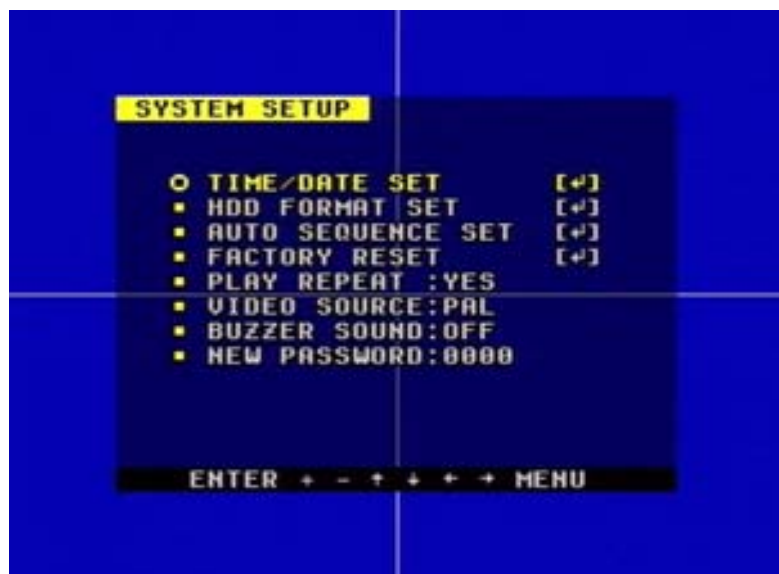 SYSTEM SETUP
TIME/DATE SET [↵]
HDD FORMAT SET [↵]
AUTO SEQUENCE SET [↵]
FACTORY RESET [↵]
PLAY REPEAT :YES
VIDEO SOURCE:PAL
BUZZER SOUND:OFF
NEW PASSWORD:0000
ENTER + - ↑ ↓ ← → MENU